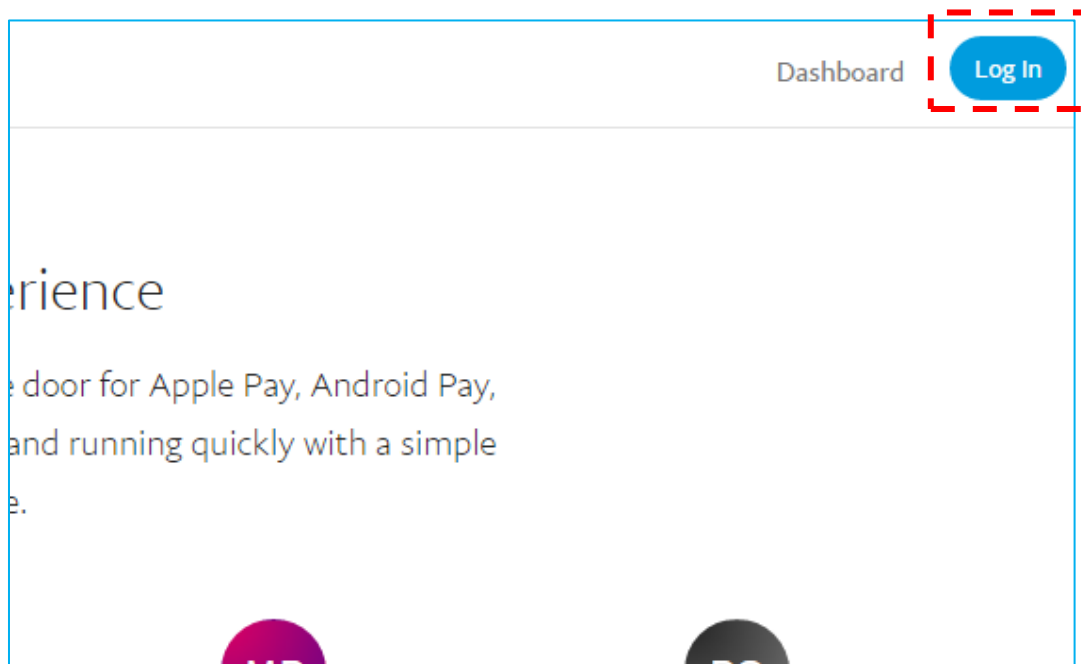 Dashboard Log In
erience
e door for Apple Pay, Android Pay,
and running quickly with a simple
e.